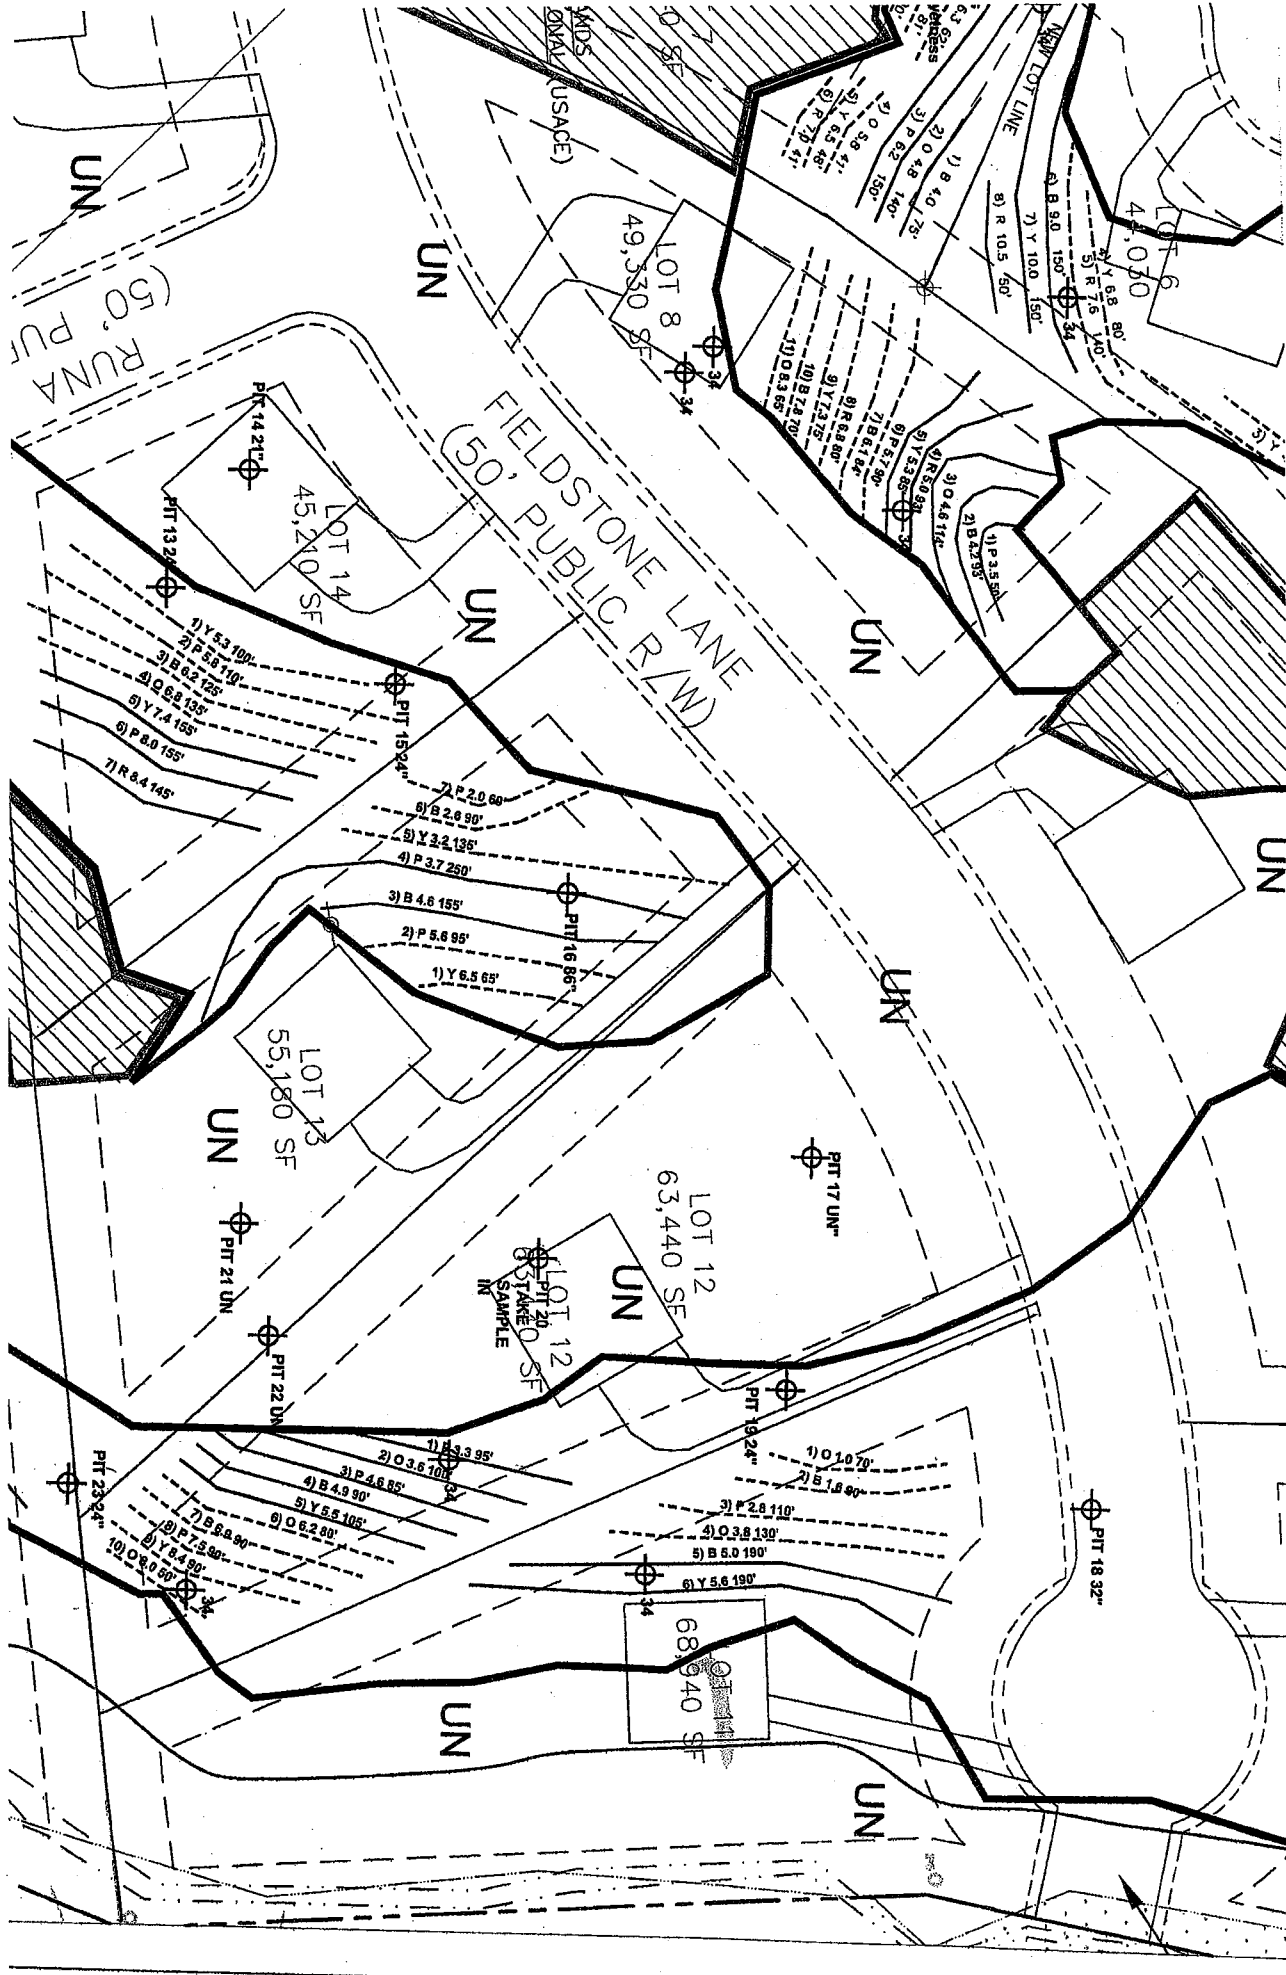 (USACE)
NEW LOT LINE
LOT 6
1) B 4.0 75'
2) O 4.8 140'
3) P 6.2 150'
4) O 5.8 41'
5) Y 6.5 48'
6) R 7.0 41'
4) Y 6.8 80'
5) R 7.6 140'
6) B 9.0 150'
7) Y 10.0 150'
8) R 10.5 50'
34
3) Y
UN
UN
LOT 8
49,330 SF
34
34
1) P 3.5 50'
2) B 4.2 93'
3) O 4.6 114'
4) R 5.0 93'
5) Y 5.3 85'
6) P 5.7 90'
7) B 6.1 84'
8) R 6.8 80'
9) Y 7.3 75'
10) B 7.8 70'
11) O 8.3 65'
RUNA
(50' PU
FIELDSTONE LANE
(50' PUBLIC R/W)
PIT 14 21"
PIT 13 24"
LOT 14
45,210 SF
UN
UN
1) Y 5.3 100'
2) P 5.8 110'
3) B 6.2 125'
4) O 6.8 135'
5) Y 7.4 155'
6) P 8.0 155'
7) R 8.4 145'
PIT 15 24"
7) P 2.0 60'
6) B 2.6 90'
5) Y 3.2 135'
4) P 3.7 250'
3) B 4.6 155'
2) P 5.6 95'
1) Y 6.5 65'
PIT 16 86"
UN
UN
LOT 13
55,180 SF
UN
PIT 17 UN"
LOT 12
63,440 SF
UN
PIT 21 UN
PIT 20
TAKE
SAMPLE
IN
LOT 12
PIT 22 UN
PIT 19 24"
1) O 1.0 70'
2) B 1.6 90'
3) P 2.8 110'
4) O 3.8 130'
5) B 5.0 190'
6) Y 5.6 190'
34
2) O 3.6 100'
3) P 4.6 85'
4) B 4.9 90'
5) Y 5.5 105'
6) O 6.2 80'
8) P 7.5 90'
9) Y 8.4 90'
34
34
PIT 23 24"
PIT 18 32"
UN
UN